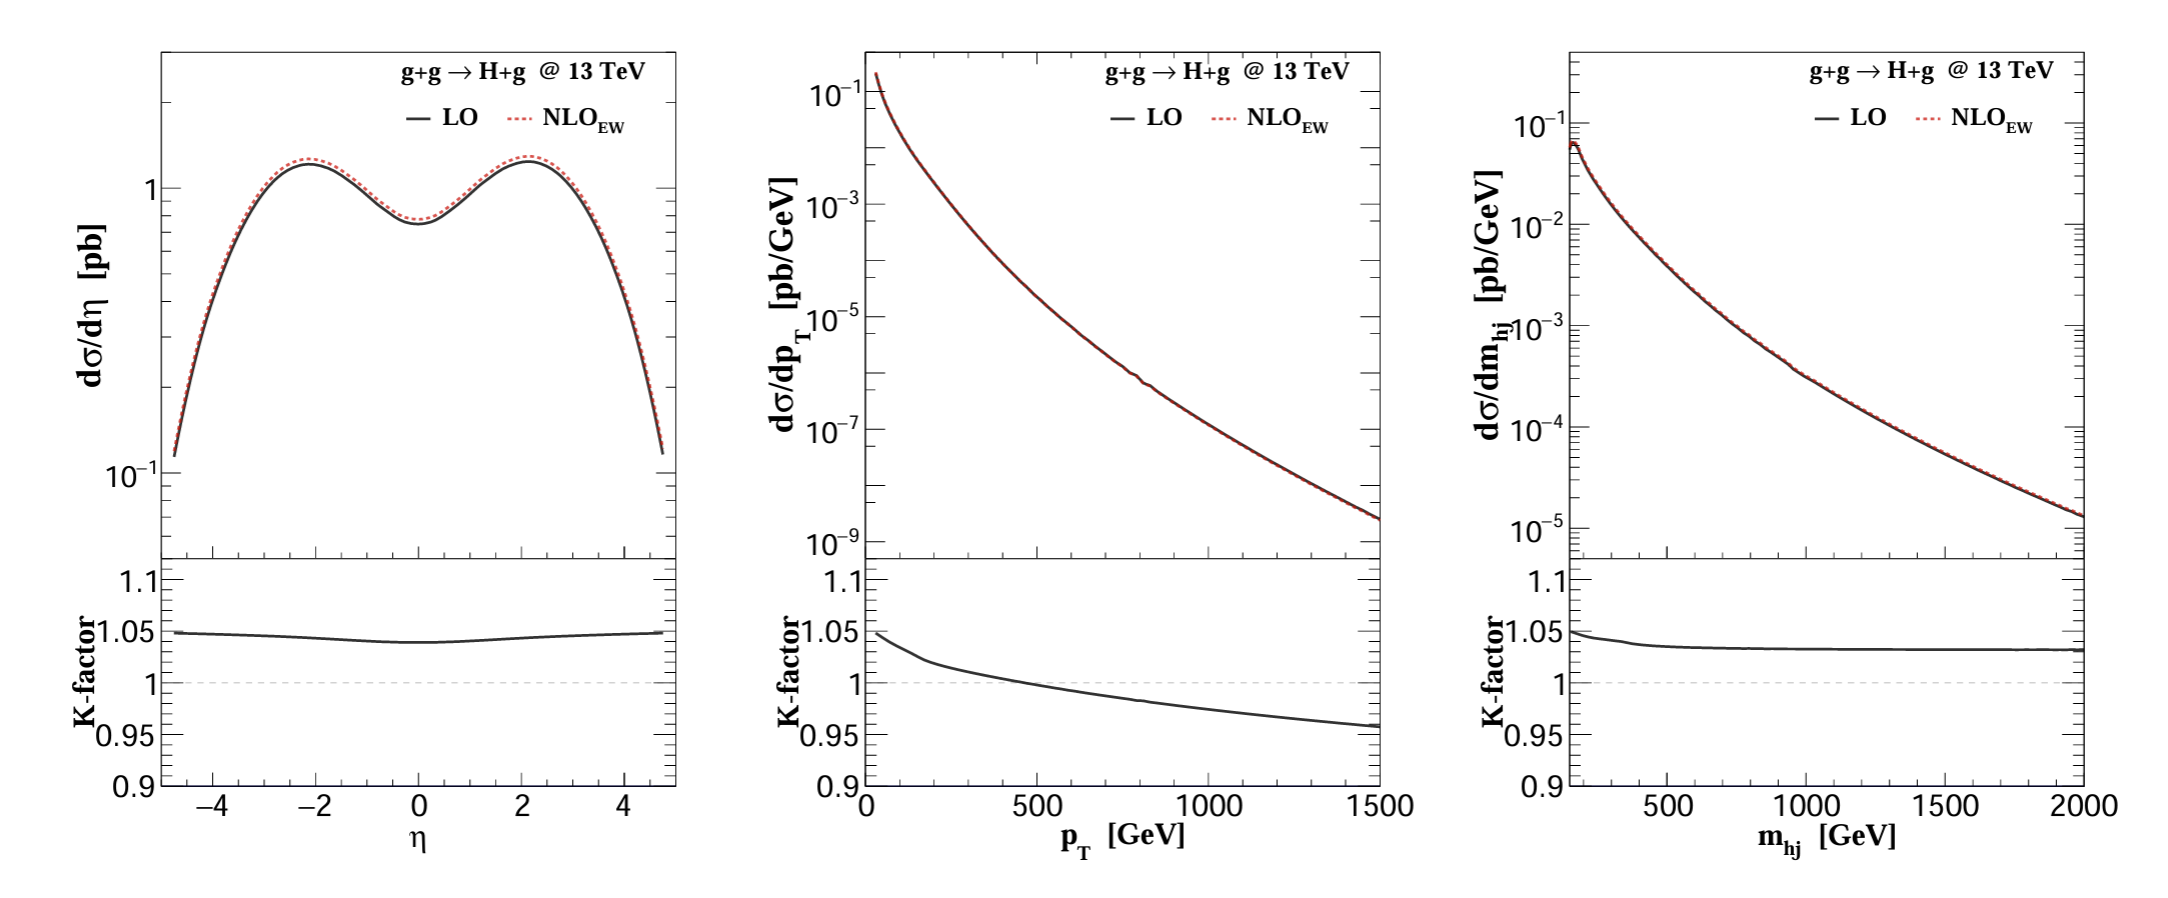 g+g → H+g @ 13 TeV
LO NLO_EW
dσ/dη [pb]
1
10⁻¹
K-factor
1.1
1.05
1
0.95
0.9
−4 −2 0 2 4
η
g+g → H+g @ 13 TeV
LO NLO_EW
dσ/dp_T [pb/GeV]
10⁻¹
10⁻³
10⁻⁵
10⁻⁷
10⁻⁹
K-factor
1.1
1.05
1
0.95
0.9
0 500 1000 1500
p_T [GeV]
g+g → H+g @ 13 TeV
LO NLO_EW
dσ/dm_hj [pb/GeV]
10⁻¹
10⁻²
10⁻³
10⁻⁴
10⁻⁵
K-factor
1.1
1.05
1
0.95
0.9
500 1000 1500 2000
m_hj [GeV]